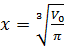 x = ∛(V₀/π)